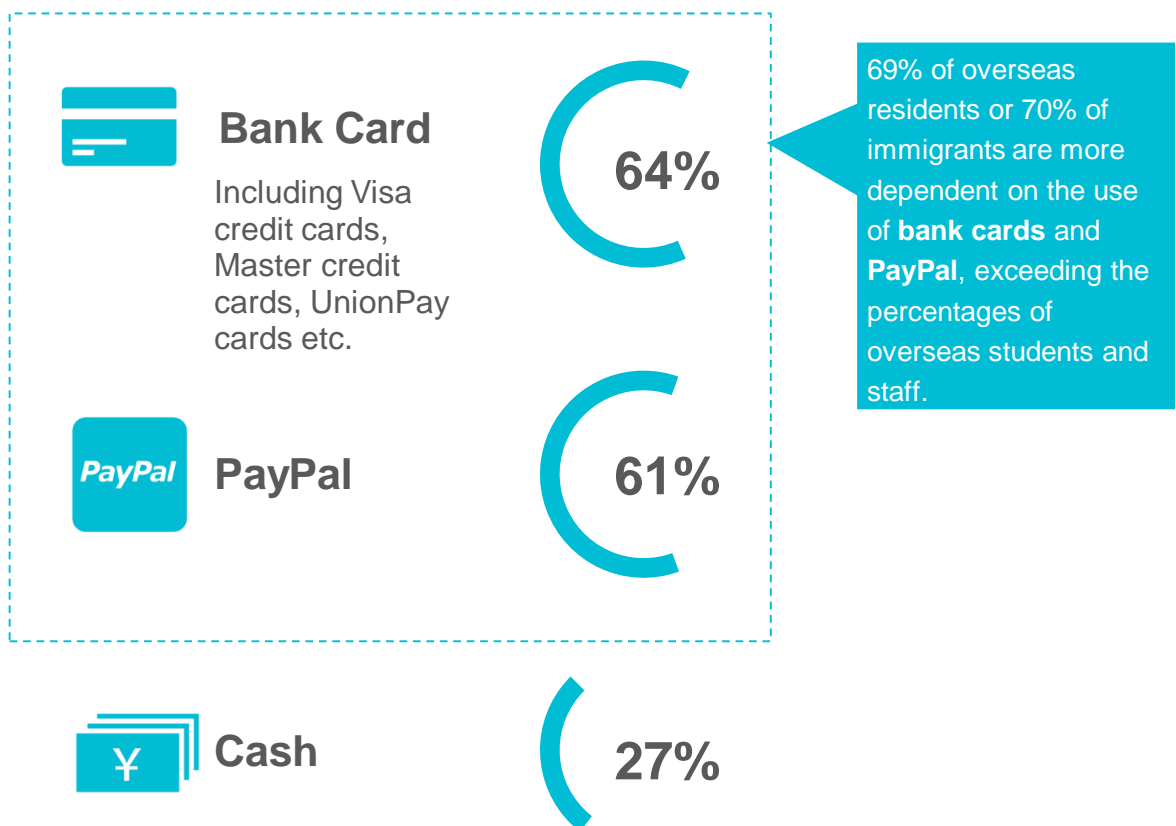 Bank Card
Including Visa
credit cards,
Master credit
cards, UnionPay
cards etc.
64%
69% of overseas
residents or 70% of
immigrants are more
dependent on the use
of bank cards and
PayPal, exceeding the
percentages of
overseas students and
staff.
PayPal
PayPal
61%
¥
Cash
27%